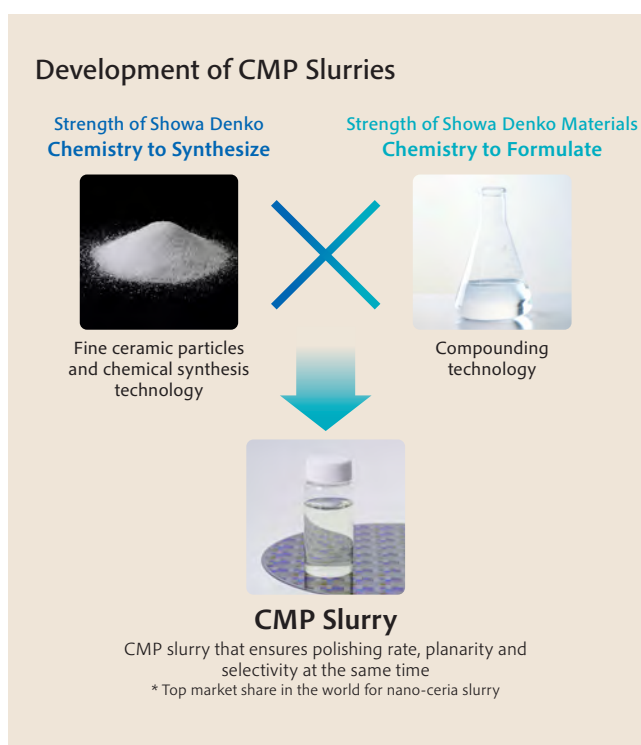 Development of CMP Slurries
Strength of Showa Denko
Chemistry to Synthesize
Strength of Showa Denko Materials
Chemistry to Formulate
Fine ceramic particles
and chemical synthesis
technology
Compounding
technology
CMP Slurry
CMP slurry that ensures polishing rate, planarity and
selectivity at the same time
* Top market share in the world for nano-ceria slurry